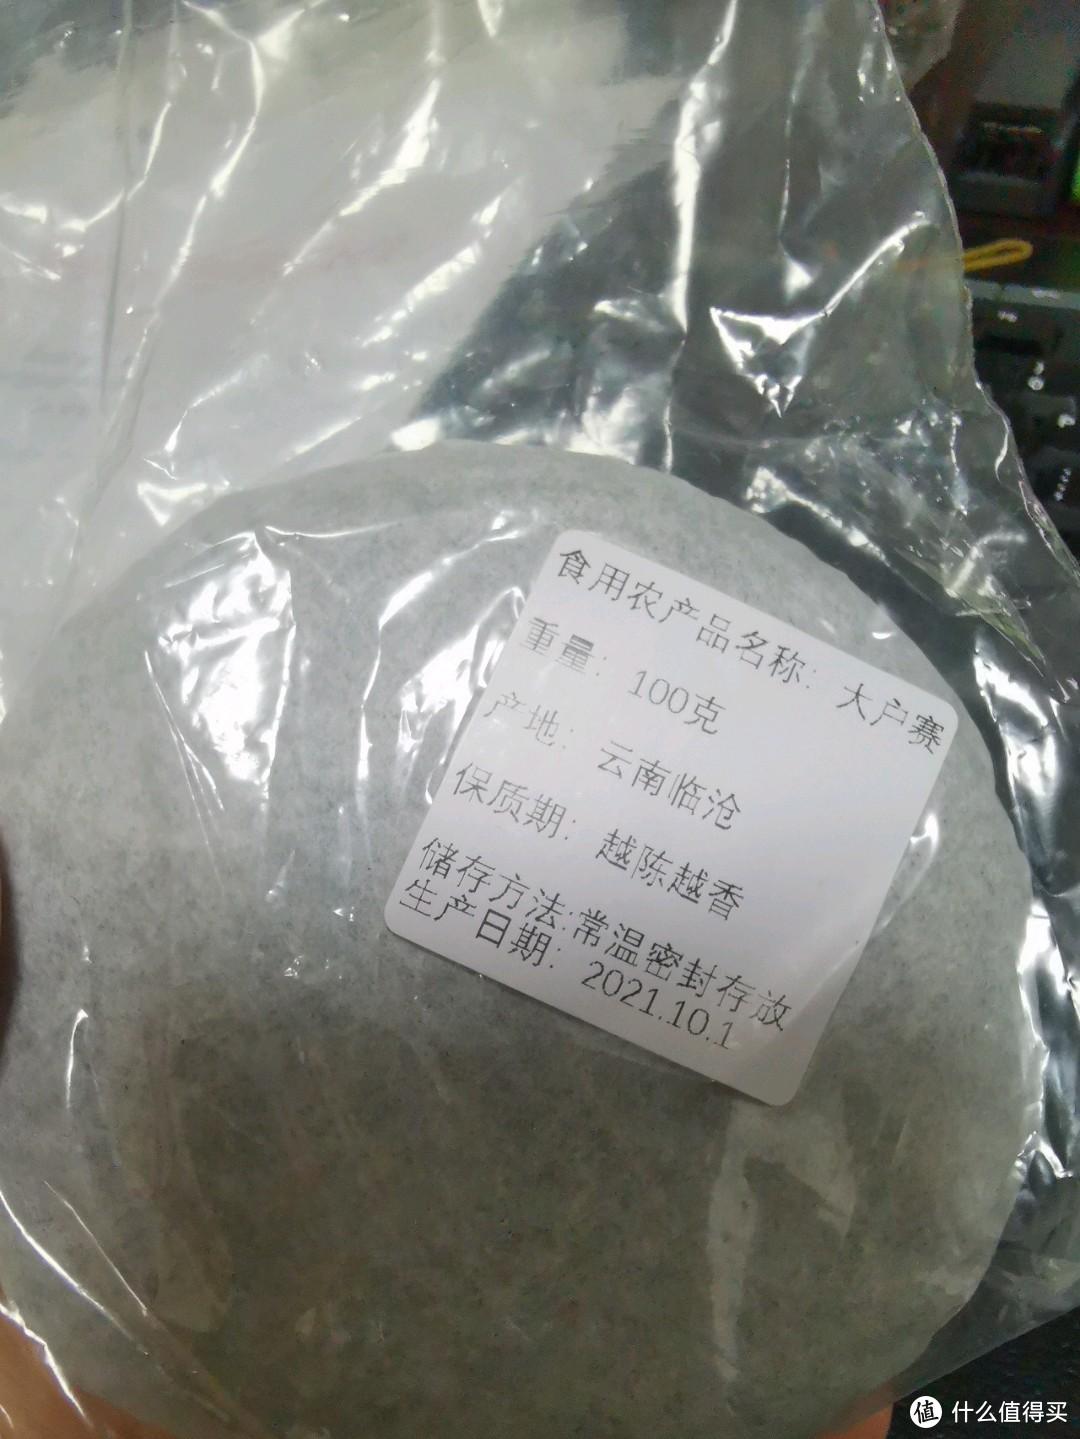 食用农产品名称: 大户赛
重量: 100克
产地: 云南临沧
保质期: 越陈越香
储存方法:常温密封存放
生产日期: 2021.10.1
值 什么值得买